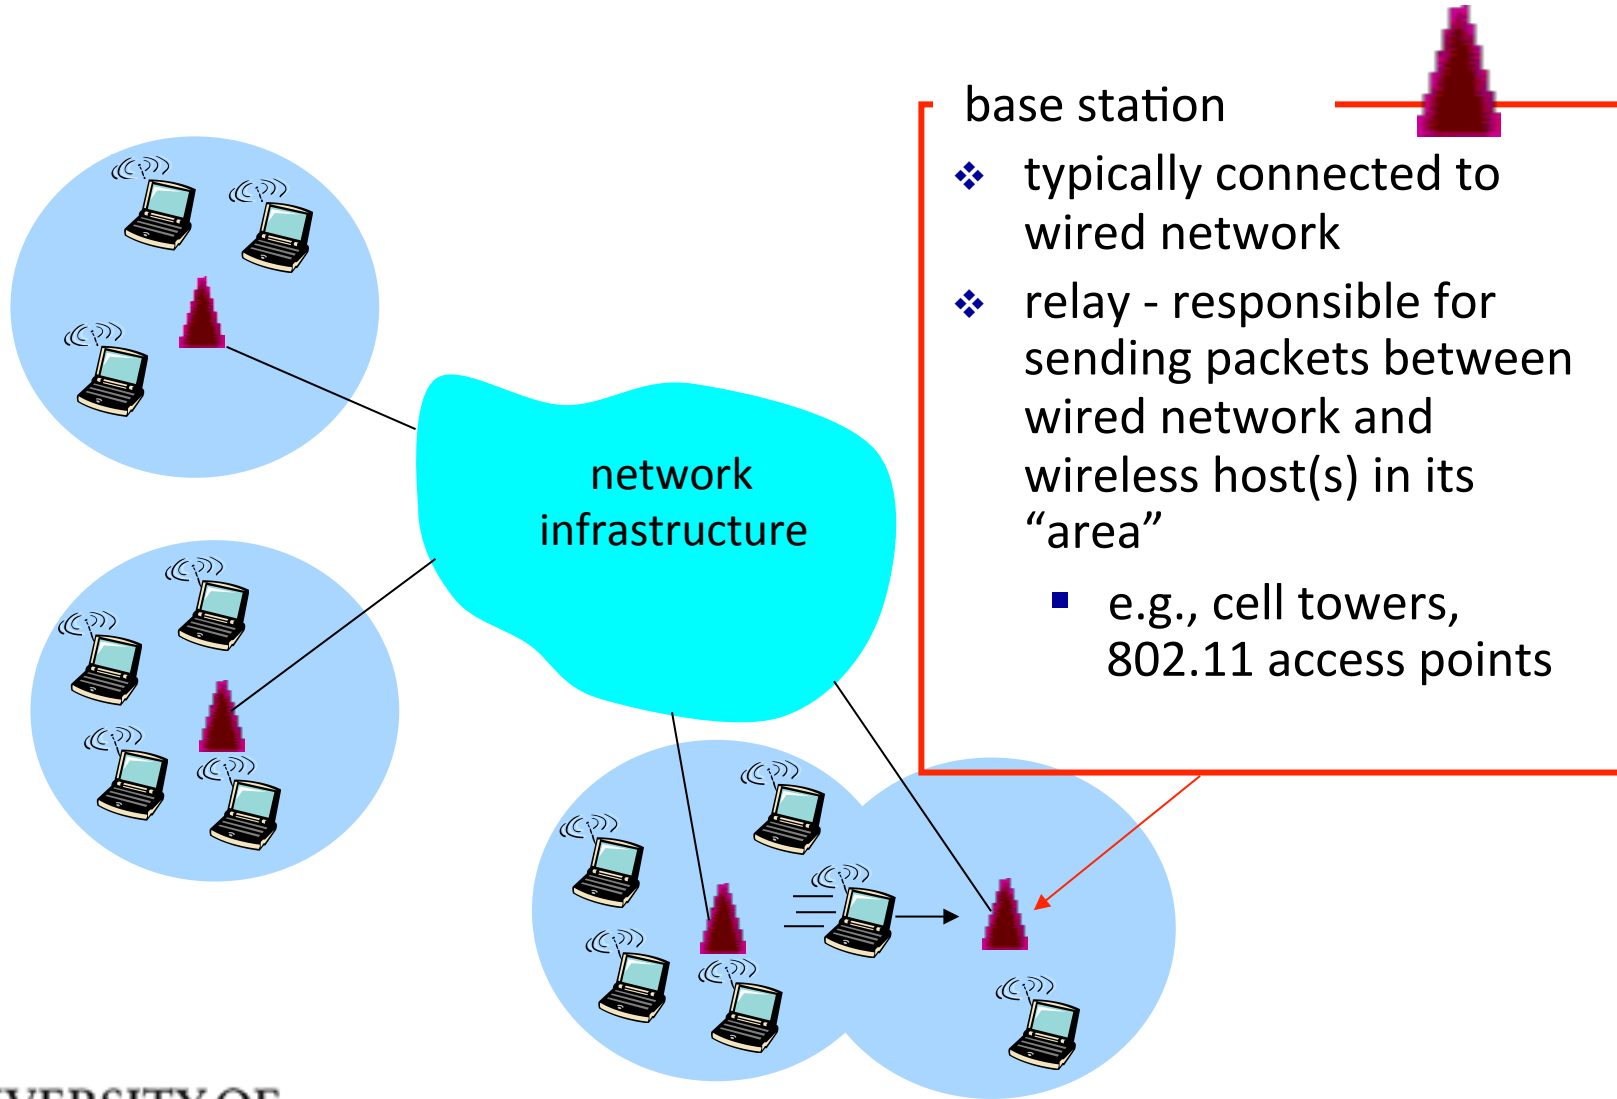 base station
typically connected to
wired network
relay - responsible for
sending packets between
wired network and
wireless host(s) in its
“area”
e.g., cell towers,
802.11 access points
network
infrastructure